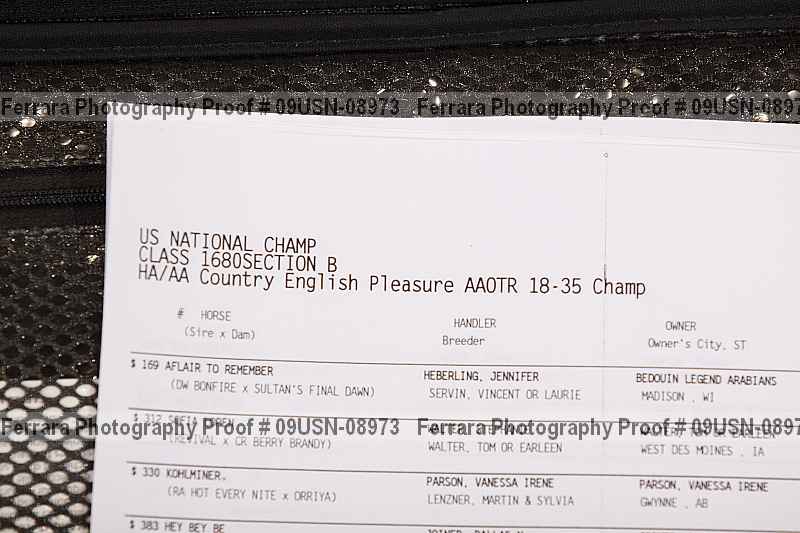 Ferrara Photography Proof # 09USN-08973 Ferrara Photography Proof # 09USN-0897
US NATIONAL CHAMP
CLASS 1680SECTION B
HA/AA Country English Pleasure AAOTR 18-35 Champ
# HORSE HANDLER OWNER
(Sire x Dam) Breeder Owner's City, ST
$ 169 AFLAIR TO REMEMBER HEBERLING, JENNIFER BEDOUIN LEGEND ARABIANS
(DW BONFIRE x SULTAN'S FINAL DAWN) SERVIN, VINCENT OR LAURIE MADISON , WI
$ 312
Ferrara Photography Proof # 09USN-08973 Ferrara Photography Proof # 09USN-0897
(REVIVAL x CR BERRY BRANDY) WALTER, TOM OR EARLEEN WEST DES MOINES , IA
$ 330 KOHLMINER. PARSON, VANESSA IRENE PARSON, VANESSA IRENE
(RA HOT EVERY NITE x ORRIYA) LENZNER, MARTIN & SYLVIA GWYNNE , AB
$ 383 HEY BEY BE